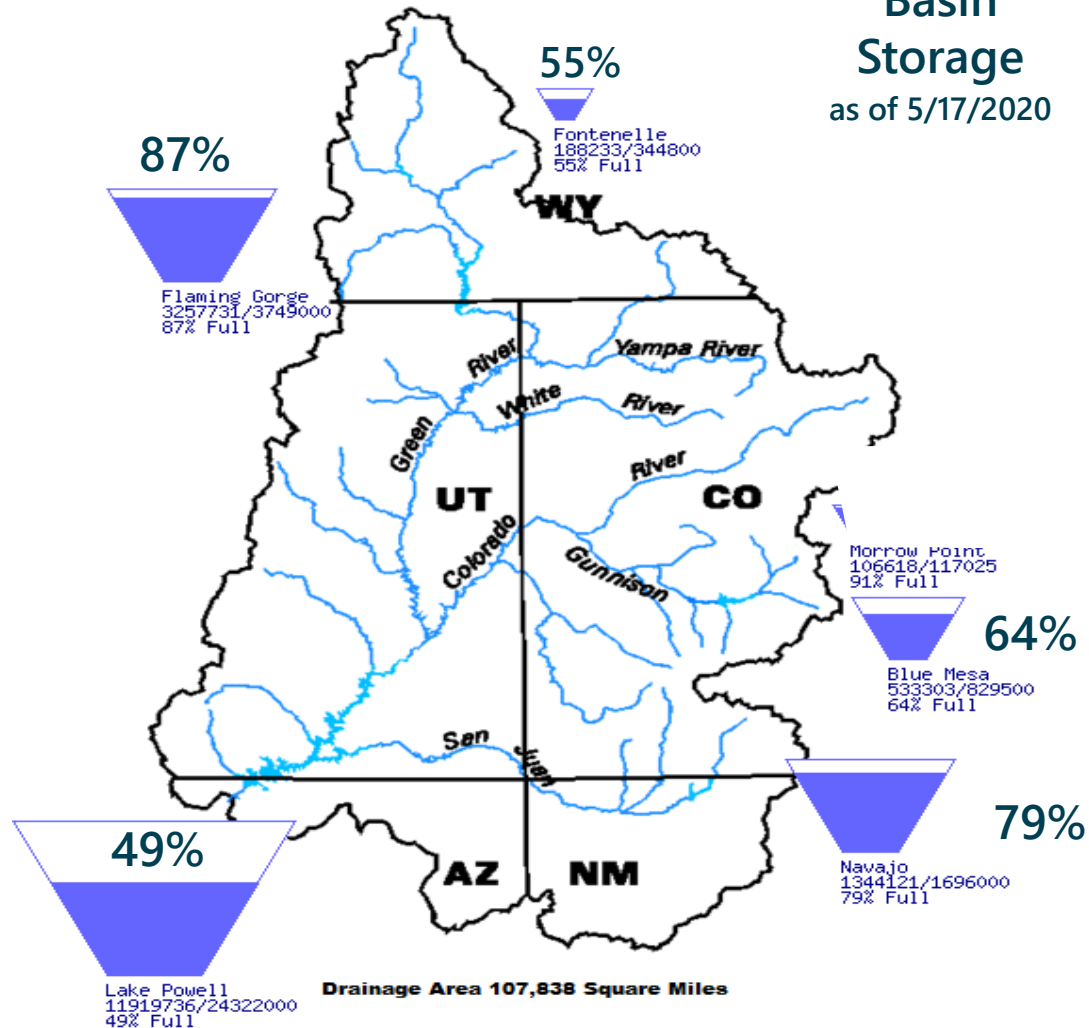 Basin
Storage
as of 5/17/2020
55%
Fontenelle
188233/344800
55% Full
87%
Flaming Gorge
3257731/3749000
87% Full
WY
Yampa River
Green River
White River
Colorado River
UT
CO
Gunnison
Morrow Point
106618/117025
91% Full
64%
Blue Mesa
533303/829500
64% Full
San Juan
79%
Navajo
1344121/1696000
79% Full
49%
Lake Powell
11919736/24322000
49% Full
AZ
NM
Drainage Area 107,838 Square Miles